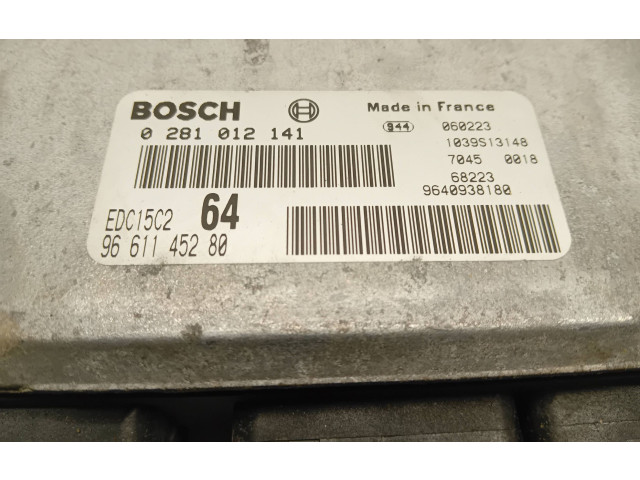 BOSCH
Made in France
0 281 012 141
944 060223
1039S13148
7045 0018
68223
9640938180
EDC15C2 64
96 611 452 80